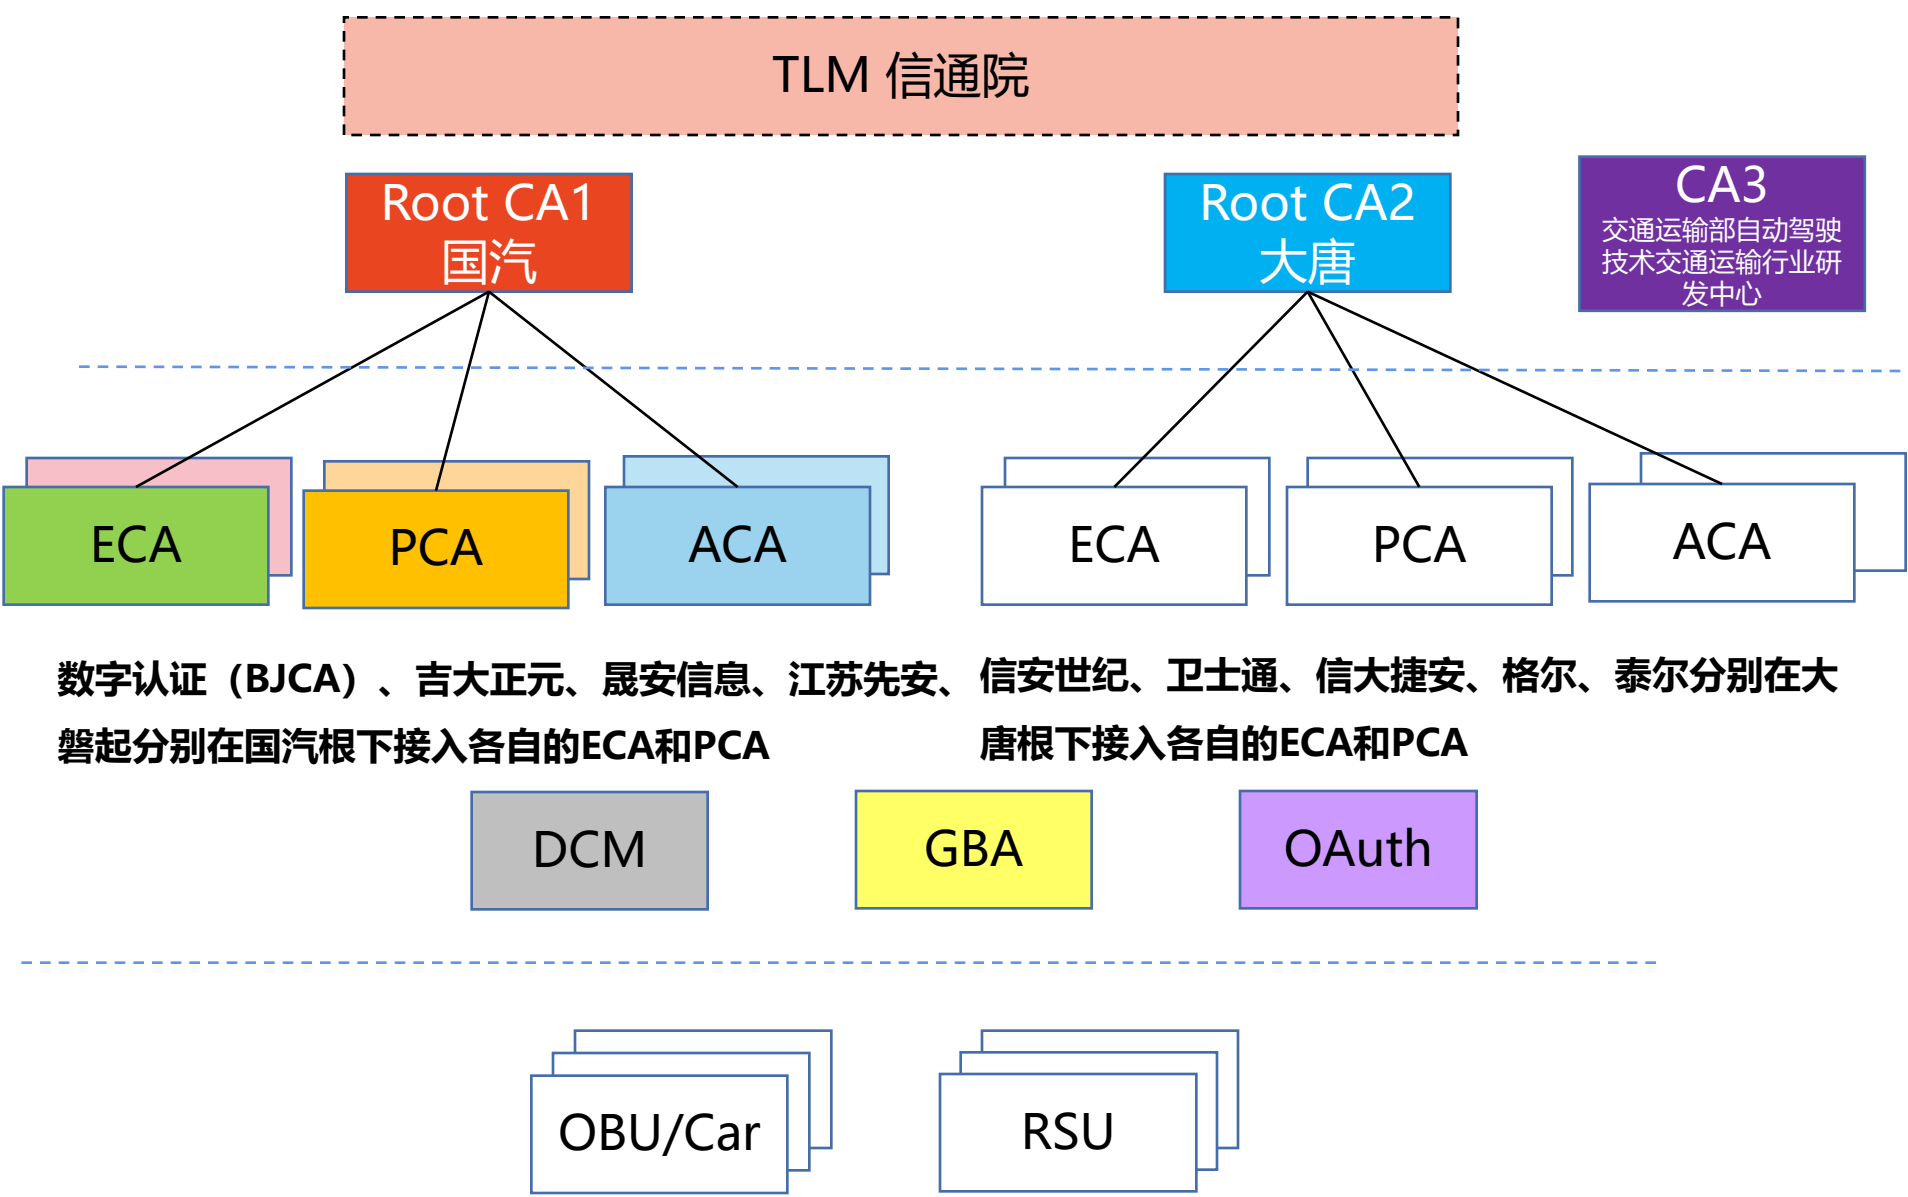 TLM 信通院
Root CA1
国汽
Root CA2
大唐
CA3
交通运输部自动驾驶
技术交通运输行业研
发中心
ECA
PCA
ACA
ECA
PCA
ACA
数字认证（BJCA）、吉大正元、晟安信息、江苏先安、
磐起分别在国汽根下接入各自的ECA和PCA
信安世纪、卫士通、信大捷安、格尔、泰尔分别在大
唐根下接入各自的ECA和PCA
DCM
GBA
OAuth
OBU/Car
RSU